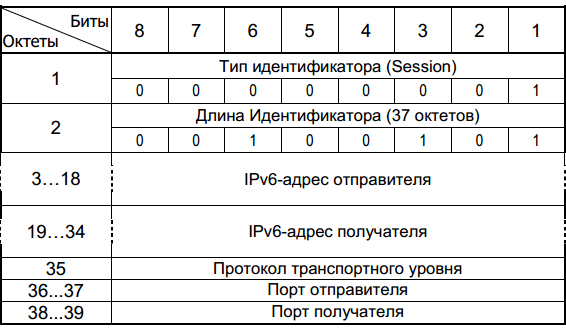 Биты 8 7 6 5 4 3 2 1
Октеты
1 Тип идентификатора (Session)
0 0 0 0 0 0 0 1
2 Длина Идентификатора (37 октетов)
0 0 1 0 0 1 0 1
3…18 IPv6-адрес отправителя
19…34 IPv6-адрес получателя
35 Протокол транспортного уровня
36...37 Порт отправителя
38...39 Порт получателя